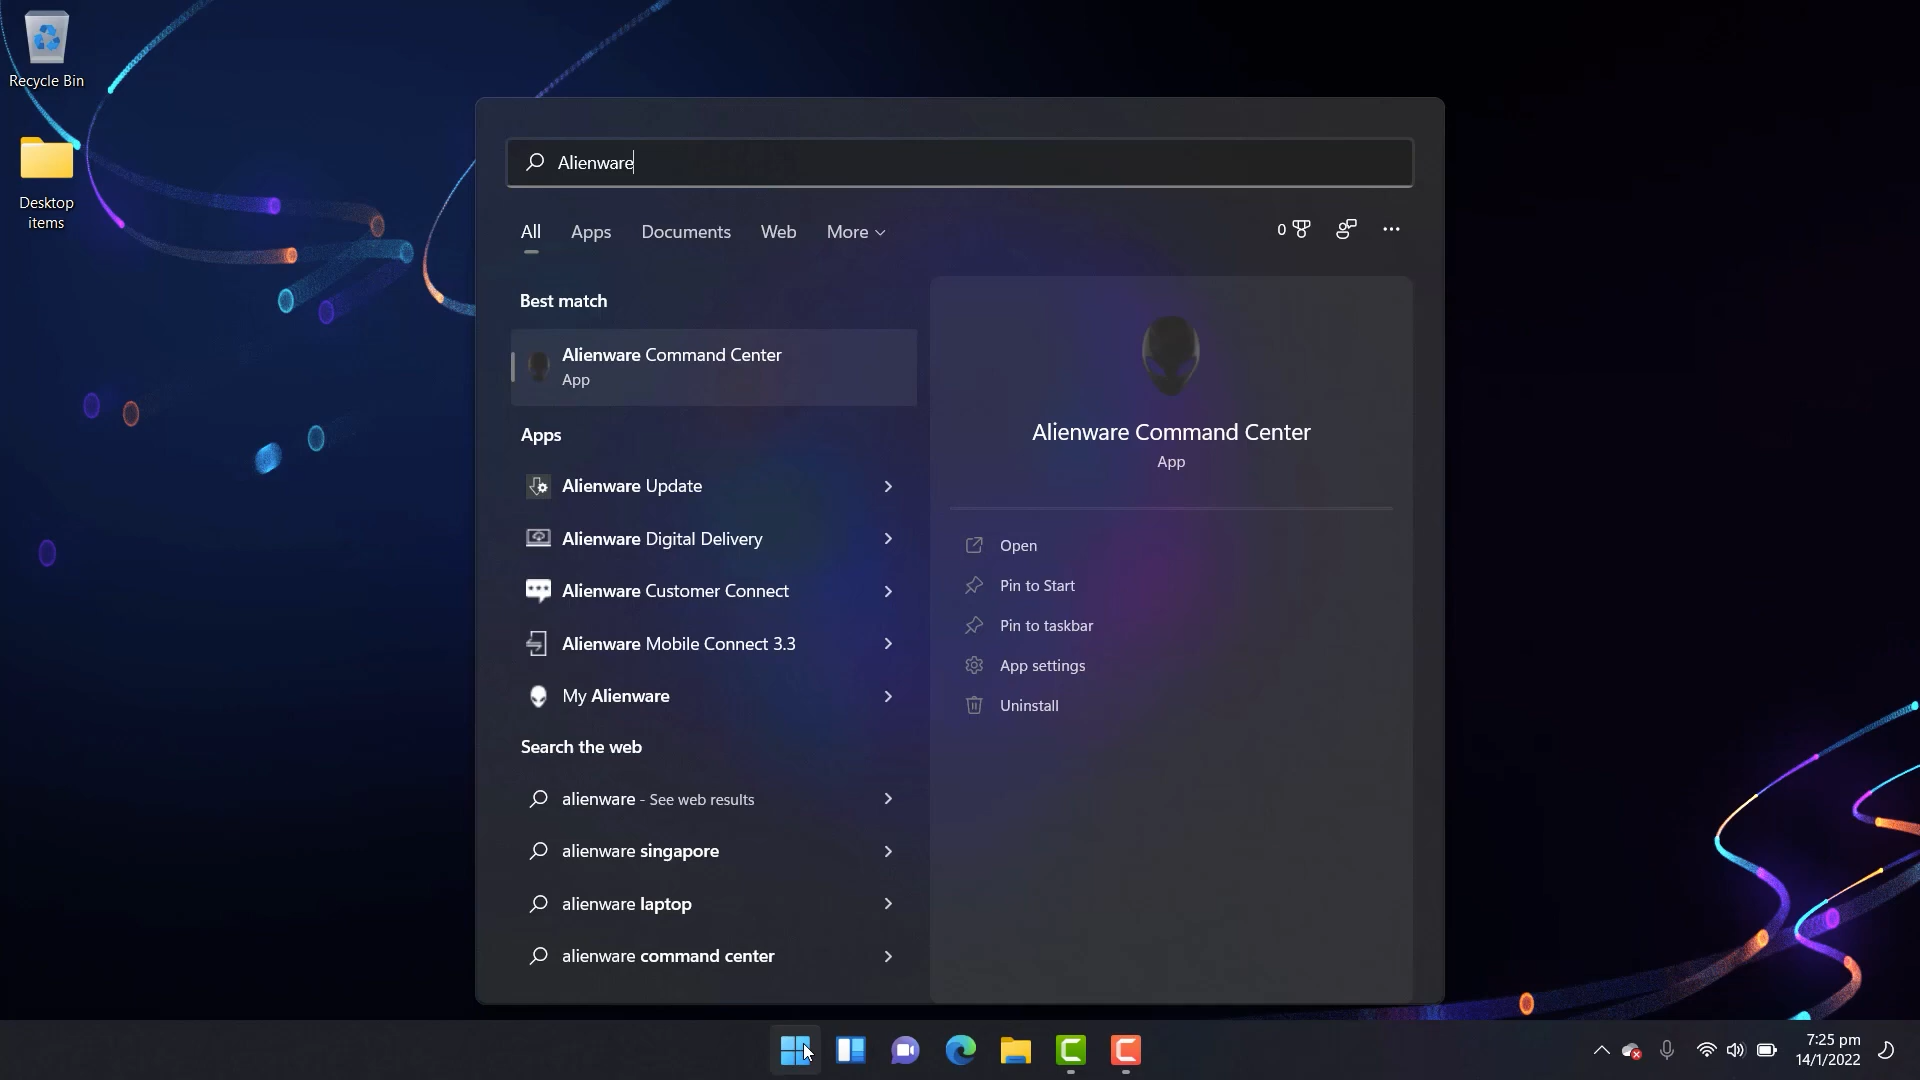 Recycle Bin
Desktop
items
Alienware
All
Apps
Documents
Web
More
0
Best match
Alienware Command Center
App
Apps
Alienware Update
Alienware Digital Delivery
Alienware Customer Connect
Alienware Mobile Connect 3.3
My Alienware
Search the web
alienware - See web results
alienware singapore
alienware laptop
alienware command center
Alienware Command Center
App
Open
Pin to Start
Pin to taskbar
App settings
Uninstall
7:25 pm
14/1/2022